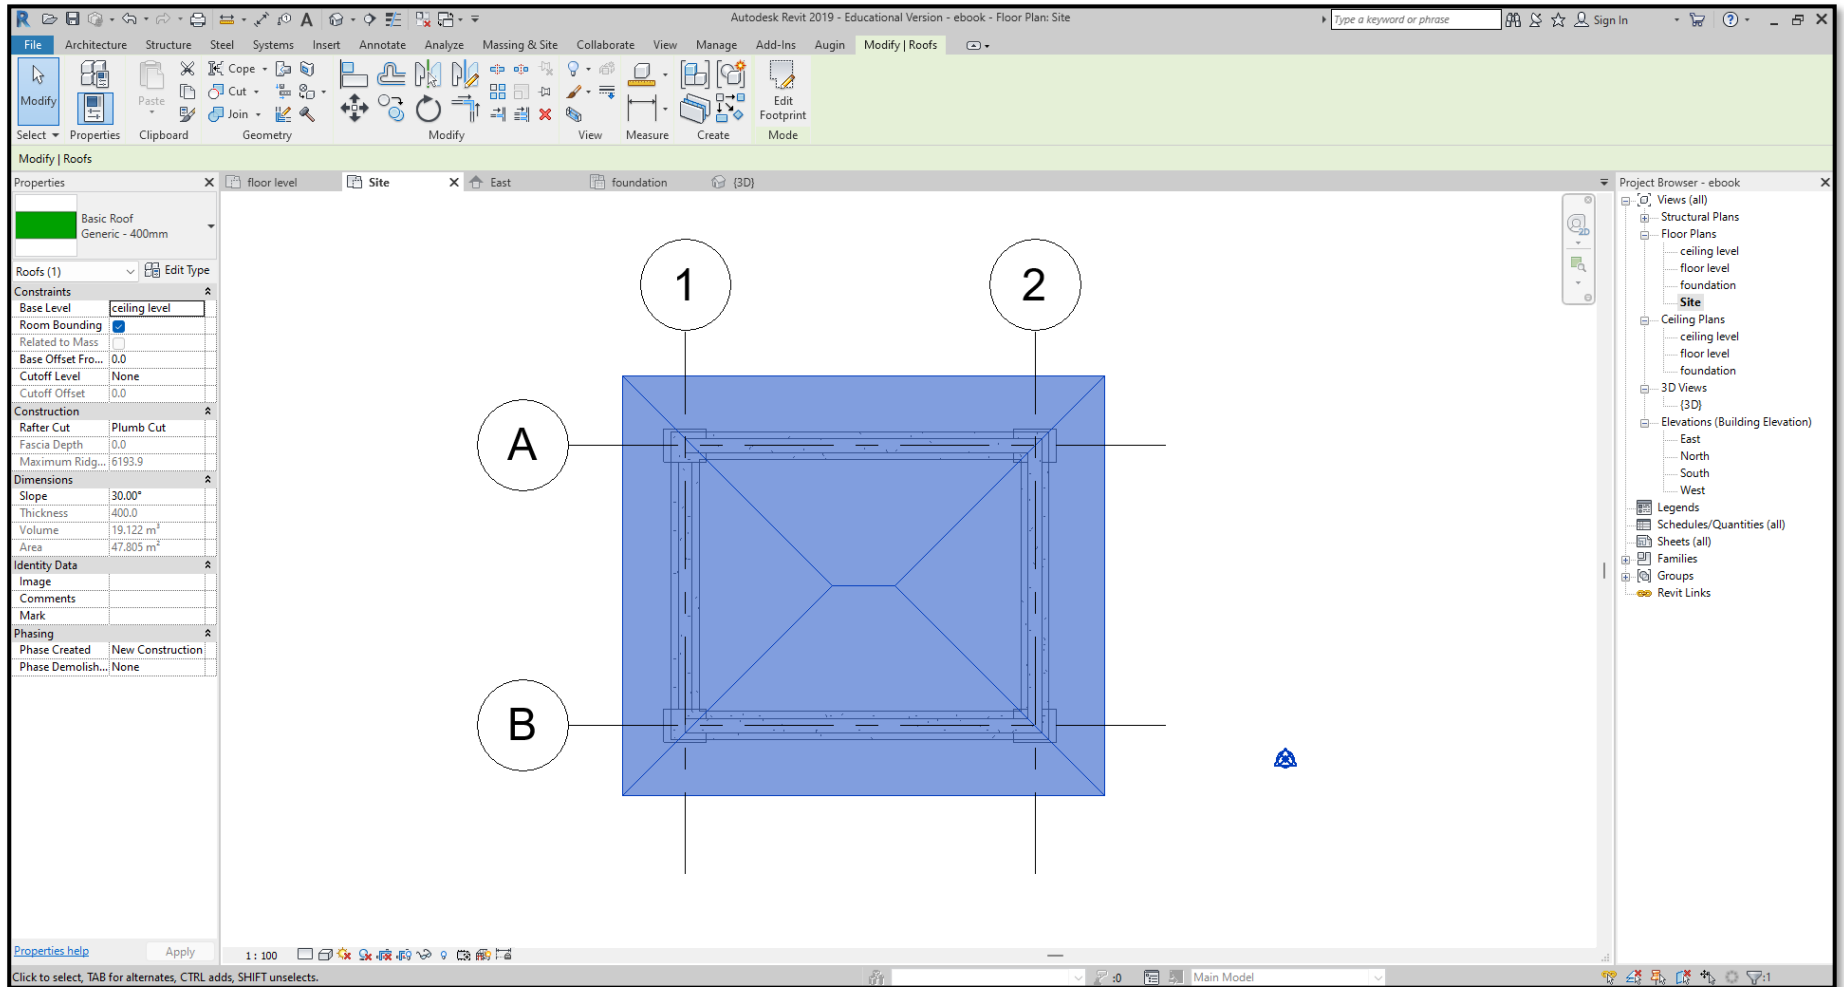 Autodesk Revit 2019 - Educational Version - ebook - Floor Plan: Site
Type a keyword or phrase
Sign In
File Architecture Structure Steel Systems Insert Annotate Analyze Massing & Site Collaborate View Manage Add-Ins Augin Modify | Roofs
Modify
Paste
Cope
Cut
Join
Edit
Footprint
Select Properties Clipboard Geometry Modify View Measure Create Mode
Modify | Roofs
Properties
floor level
Site
East
foundation
{3D}
Basic Roof
Generic - 400mm
Roofs (1)
Edit Type
Constraints
Base Level ceiling level
Room Bounding
Related to Mass
Base Offset Fro... 0.0
Cutoff Level None
Cutoff Offset 0.0
Construction
Rafter Cut Plumb Cut
Fascia Depth 0.0
Maximum Ridg... 6193.9
Dimensions
Slope 30.00°
Thickness 400.0
Volume 19.122 m³
Area 47.805 m²
Identity Data
Image
Comments
Mark
Phasing
Phase Created New Construction
Phase Demolish... None
Properties help
Apply
1
2
A
B
2D
Project Browser - ebook
Views (all)
Structural Plans
Floor Plans
ceiling level
floor level
foundation
Site
Ceiling Plans
ceiling level
floor level
foundation
3D Views
{3D}
Elevations (Building Elevation)
East
North
South
West
Legends
Schedules/Quantities (all)
Sheets (all)
Families
Groups
Revit Links
1 : 100
Click to select, TAB for alternates, CTRL adds, SHIFT unselects.
:0
Main Model
:1